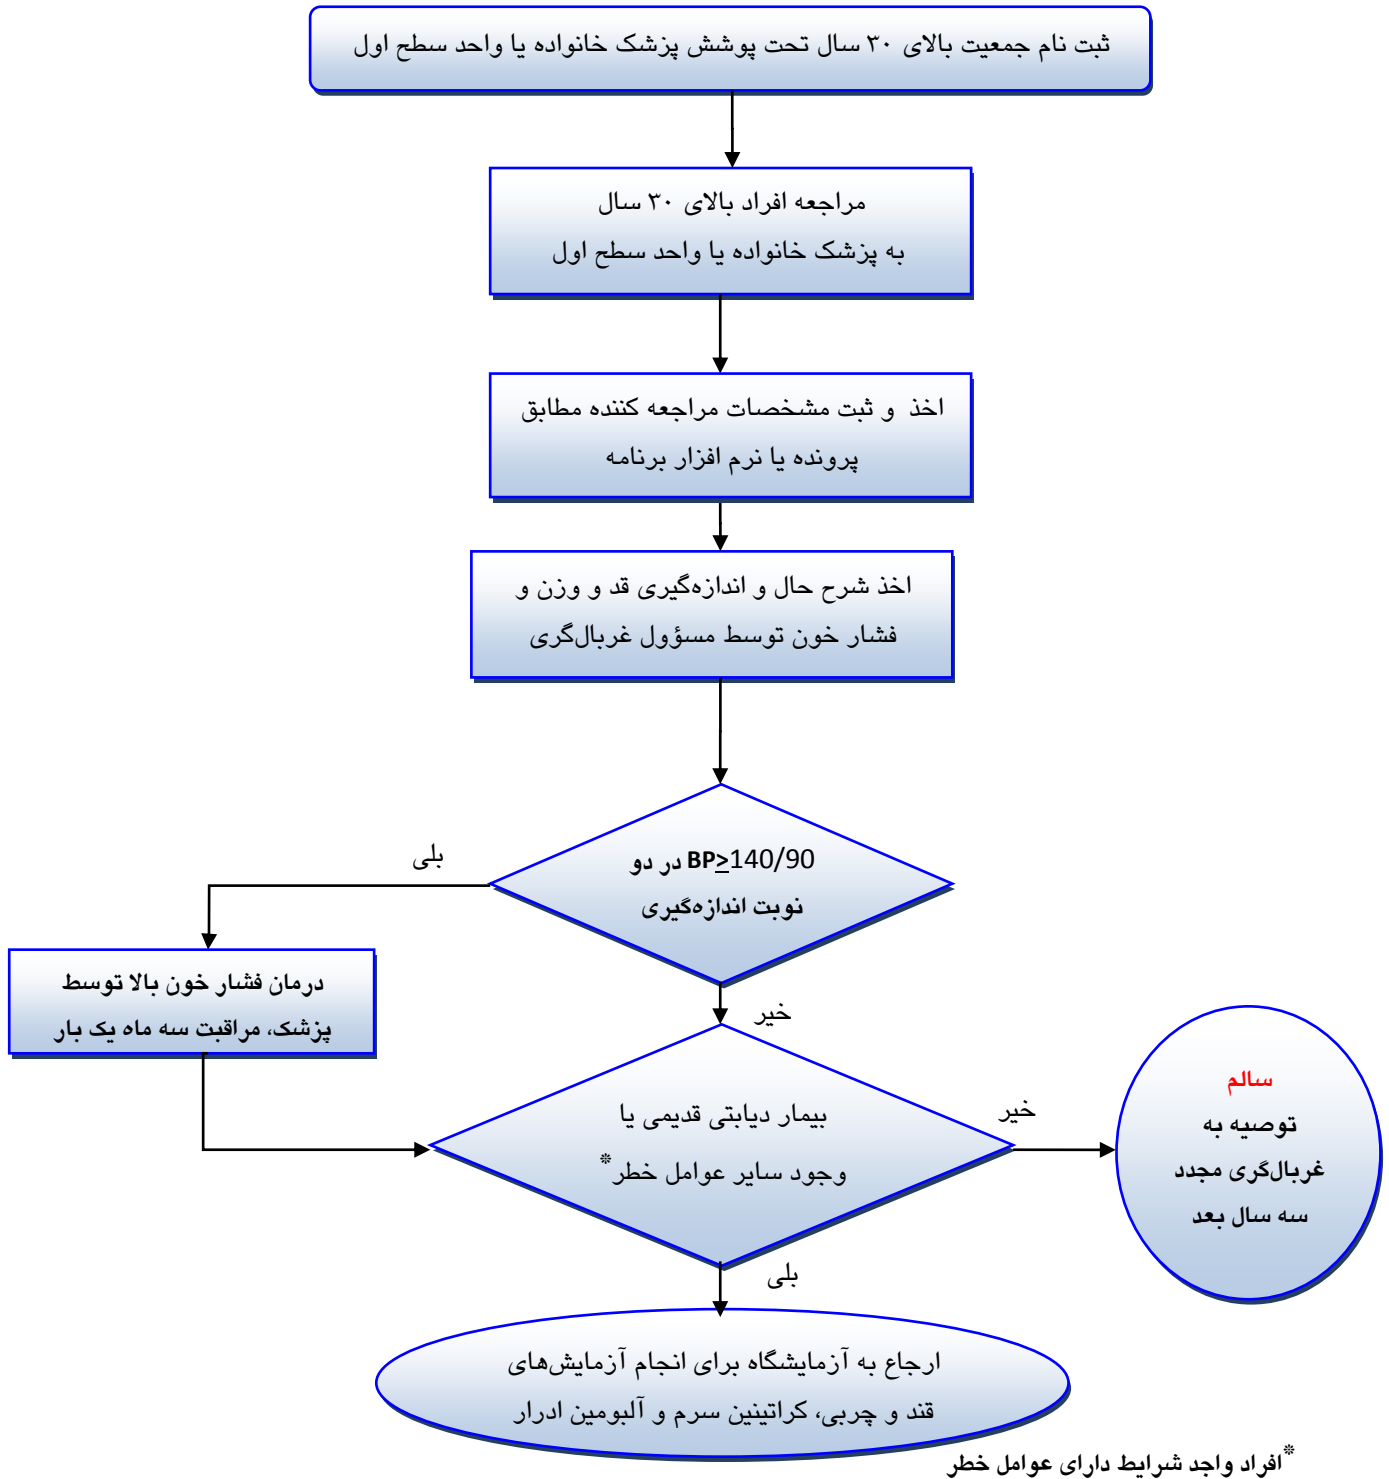 ثبت نام جمعیت بالای ۳۰ سال تحت پوشش پزشک خانواده یا واحد سطح اول
مراجعه افراد بالای ۳۰ سال
به پزشک خانواده یا واحد سطح اول
اخذ و ثبت مشخصات مراجعه کننده مطابق
پرونده یا نرم افزار برنامه
اخذ شرح حال و اندازه‌گیری قد و وزن و
فشار خون توسط مسؤول غربال‌گری
BP≥140/90 در دو
نوبت اندازه‌گیری
بلی
درمان فشار خون بالا توسط
پزشک، مراقبت سه ماه یک بار
خیر
بیمار دیابتی قدیمی یا
وجود سایر عوامل خطر*
خیر
سالم
توصیه به
غربال‌گری مجدد
سه سال بعد
بلی
ارجاع به آزمایشگاه برای انجام آزمایش‌های
قند و چربی، کراتینین سرم و آلبومین ادرار
*افراد واجد شرایط دارای عوامل خطر